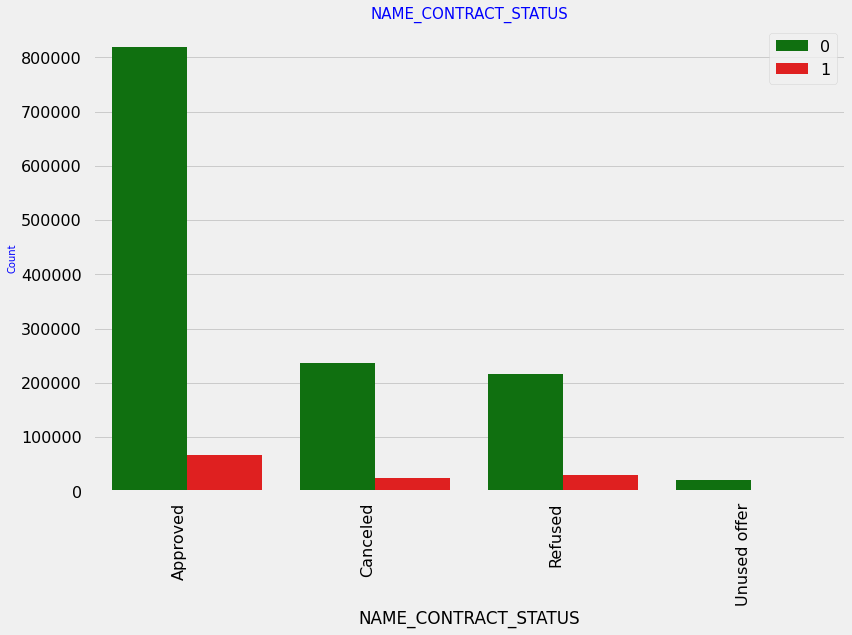 NAME_CONTRACT_STATUS
0
1
800000
700000
600000
500000
400000
300000
200000
100000
0
Count
Approved
Canceled
Refused
Unused offer
NAME_CONTRACT_STATUS